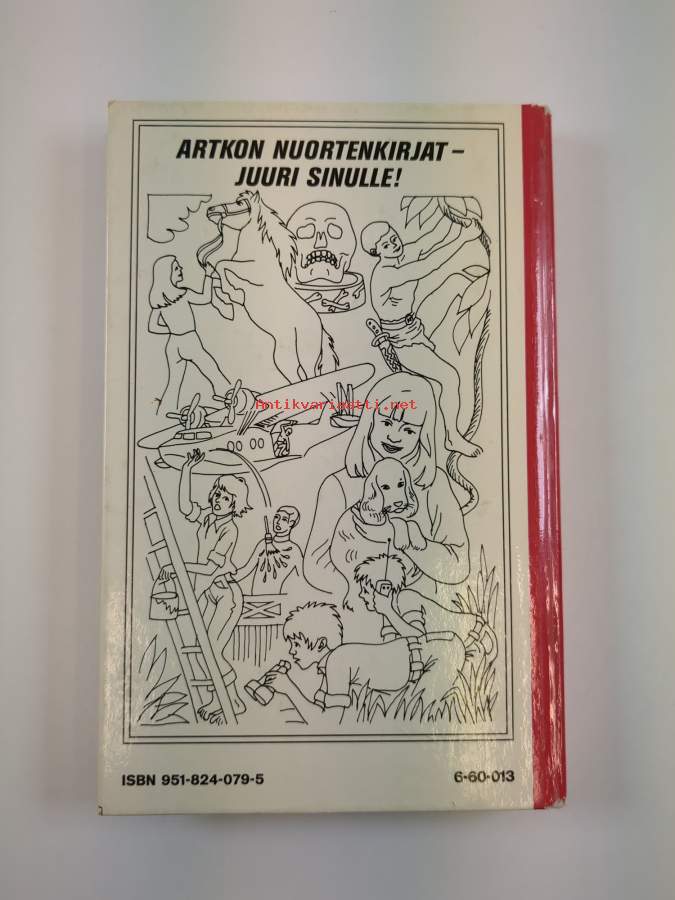 ARTKON NUORTENKIRJAT –
JUURI SINULLE!
Antikvariaatti.net
ISBN 951-824-079-5
6-60-013